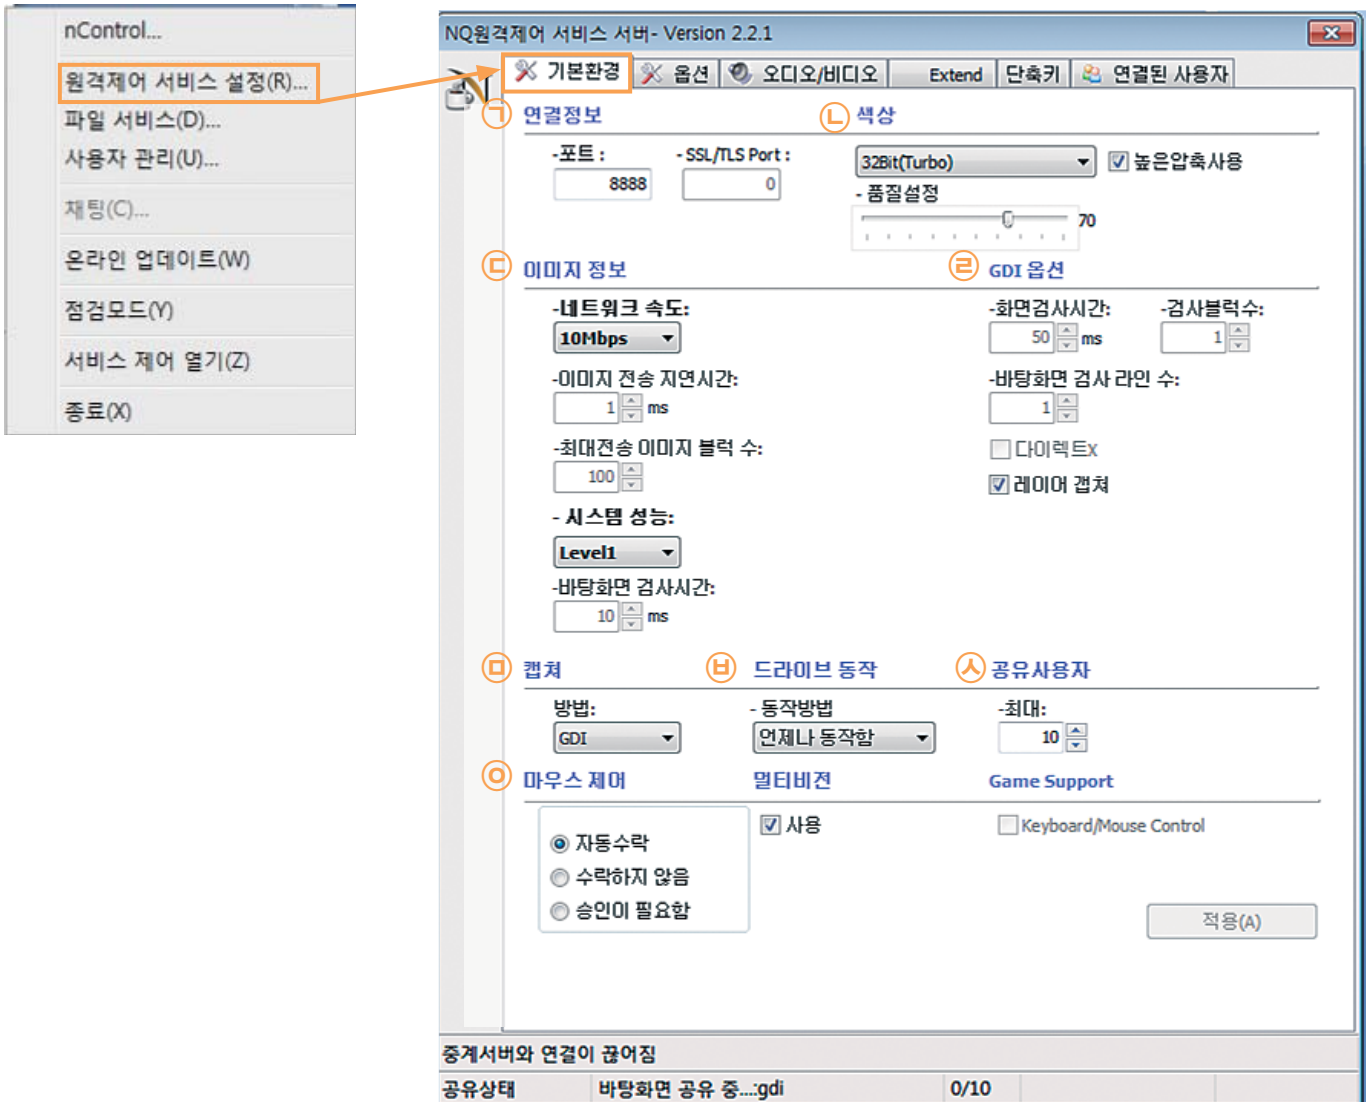 nControl...
원격제어 서비스 설정(R)...
파일 서비스(D)...
사용자 관리(U)...
채팅(C)...
온라인 업데이트(W)
점검모드(Y)
서비스 제어 열기(Z)
종료(X)
NQ원격제어 서비스 서버- Version 2.2.1
기본환경 옵션 오디오/비디오 Extend 단축키 연결된 사용자
㉠ 연결정보 ㉡ 색상
-포트 : - SSL/TLS Port : 32Bit(Turbo) 높은압축사용
8888 0
- 품질설정
70
㉢ 이미지 정보 ㉣ GDI 옵션
-네트워크 속도: -화면검사시간: -검사블럭수:
10Mbps 50 ms 1
-이미지 전송 지연시간: -바탕화면 검사 라인 수:
1 ms 1
-최대전송 이미지 블럭 수: 다이렉트X
100 레이어 캡쳐
- 시스템 성능:
Level1
-바탕화면 검사시간:
10 ms
㉤ 캡쳐 ㉥ 드라이브 동작 ㉦ 공유사용자
방법: - 동작방법 -최대:
GDI 언제나 동작함 10
㉧ 마우스 제어 멀티비젼 Game Support
사용 Keyboard/Mouse Control
자동수락
수락하지 않음
승인이 필요함
적용(A)
중계서버와 연결이 끊어짐
공유상태 바탕화면 공유 중...:gdi 0/10